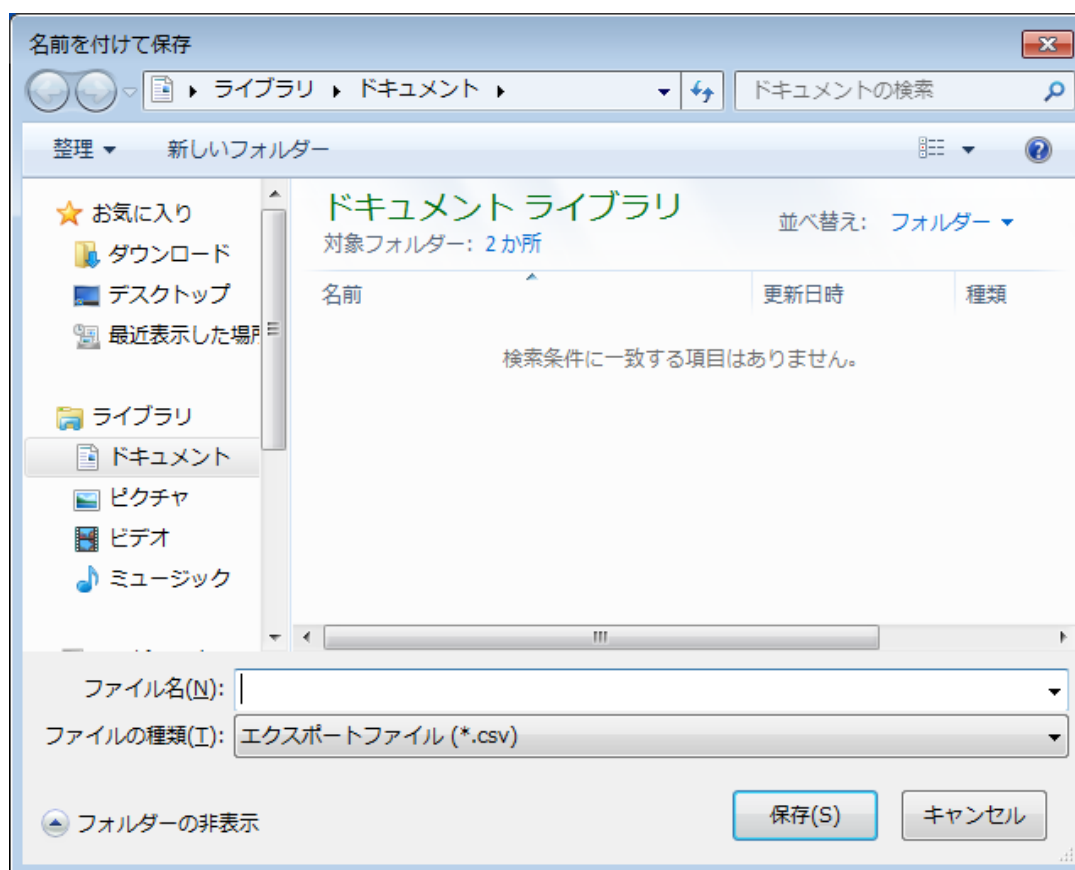 名前を付けて保存
ライブラリ ドキュメント
ドキュメントの検索
整理 新しいフォルダー
お気に入り
ダウンロード
デスクトップ
最近表示した場所
ライブラリ
ドキュメント
ピクチャ
ビデオ
ミュージック
ドキュメント ライブラリ
対象フォルダー: 2 か所
並べ替え: フォルダー
名前 更新日時 種類
検索条件に一致する項目はありません。
ファイル名(N):
ファイルの種類(T): エクスポートファイル (*.csv)
フォルダーの非表示
保存(S) キャンセル